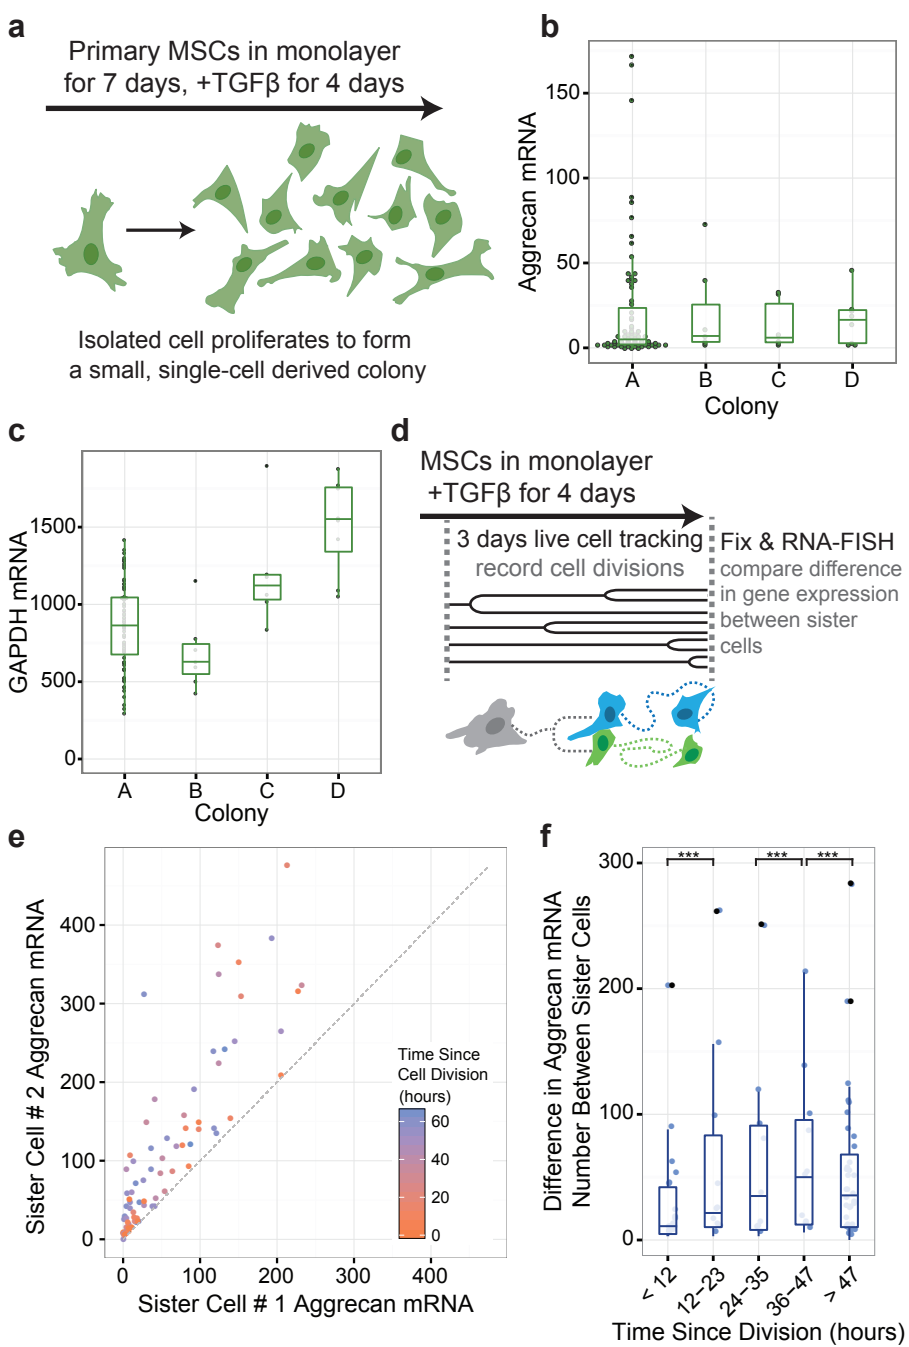 a
Primary MSCs in monolayer
for 7 days, +TGFβ for 4 days
Isolated cell proliferates to form
a small, single-cell derived colony
b
Aggrecan mRNA
150
100
50
0
A B C D
Colony
c
GAPDH mRNA
1500
1000
500
0
A B C D
Colony
d
MSCs in monolayer
+TGFβ for 4 days
3 days live cell tracking
record cell divisions
Fix & RNA-FISH
compare difference
in gene expression
between sister
cells
e
Sister Cell # 2 Aggrecan mRNA
400
300
200
100
0
0 100 200 300 400
Sister Cell # 1 Aggrecan mRNA
Time Since
Cell Division
(hours)
60
40
20
0
f
Difference in Aggrecan mRNA
Number Between Sister Cells
300
200
100
0
*** *** ***
< 12 12–23 24–35 36–47 > 47
Time Since Division (hours)